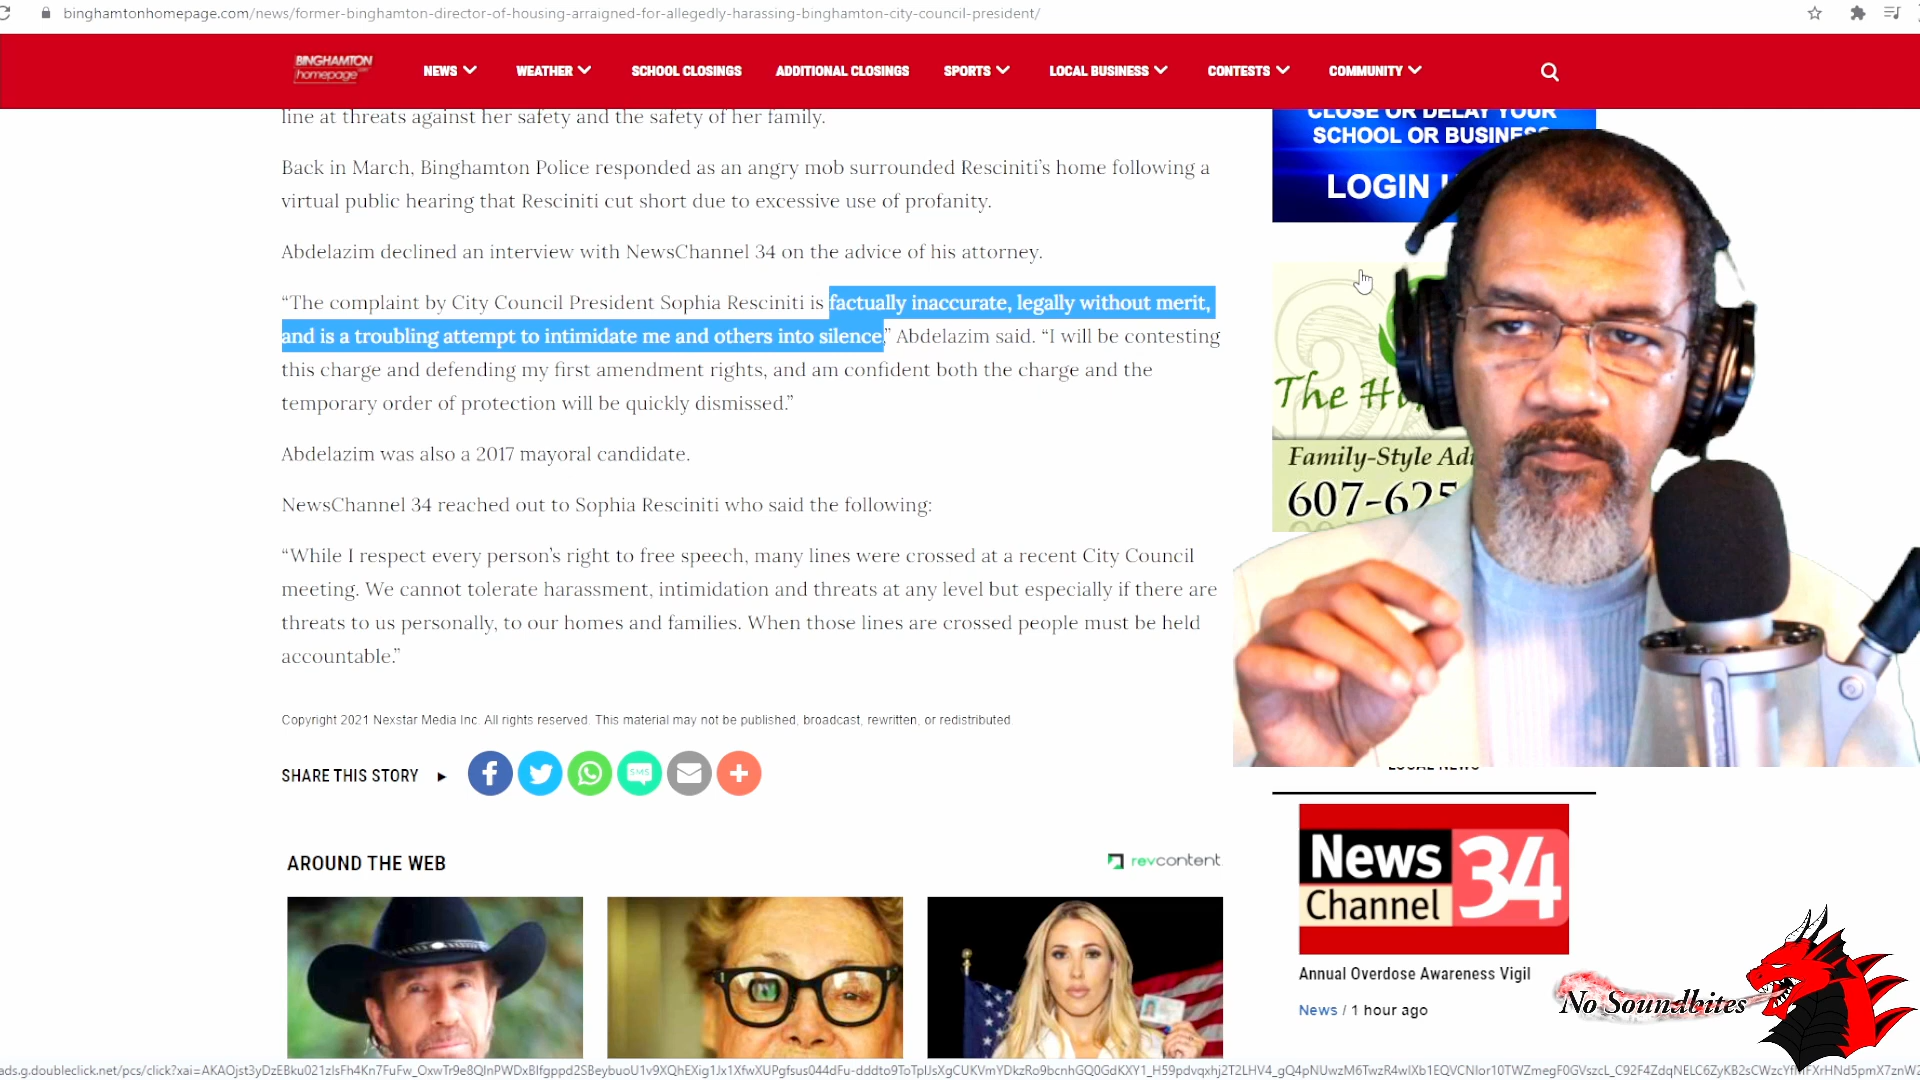 binghamtonhomepage.com/news/former-binghamton-director-of-housing-arraigned-for-allegedly-harassing-binghamton-city-council-president/
BINGHAMTON
homepage
NEWS
WEATHER
SCHOOL CLOSINGS
ADDITIONAL CLOSINGS
SPORTS
LOCAL BUSINESS
CONTESTS
COMMUNITY
line at threats against her safety and the safety of her family.
Back in March, Binghamton Police responded as an angry mob surrounded Resciniti’s home following a
virtual public hearing that Resciniti cut short due to excessive use of profanity.
Abdelazim declined an interview with NewsChannel 34 on the advice of his attorney.
“The complaint by City Council President Sophia Resciniti is factually inaccurate, legally without merit,
and is a troubling attempt to intimidate me and others into silence,” Abdelazim said. “I will be contesting
this charge and defending my first amendment rights, and am confident both the charge and the
temporary order of protection will be quickly dismissed.”
Abdelazim was also a 2017 mayoral candidate.
NewsChannel 34 reached out to Sophia Resciniti who said the following:
“While I respect every person’s right to free speech, many lines were crossed at a recent City Council
meeting. We cannot tolerate harassment, intimidation and threats at any level but especially if there are
threats to us personally, to our homes and families. When those lines are crossed people must be held
accountable.”
Copyright 2021 Nexstar Media Inc. All rights reserved. This material may not be published, broadcast, rewritten, or redistributed
SHARE THIS STORY
SMS
AROUND THE WEB
revcontent
CLOSE OR DELAY YOUR
SCHOOL OR BUSINESS
LOGIN
The
Family-Style
607-625
LOCAL NEWS
News 34
Channel
Annual Overdose Awareness Vigil
News / 1 hour ago
No Soundbites